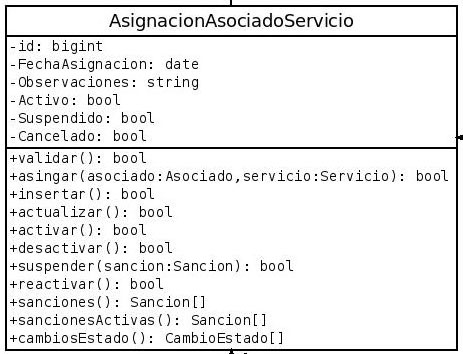 AsignacionAsociadoServicio
-id: bigint
-FechaAsignacion: date
-Observaciones: string
-Activo: bool
-Suspendido: bool
-Cancelado: bool
+validar(): bool
+asingar(asociado:Asociado,servicio:Servicio): bool
+insertar(): bool
+actualizar(): bool
+activar(): bool
+desactivar(): bool
+suspender(sancion:Sancion): bool
+reactivar(): bool
+sanciones(): Sancion[]
+sancionesActivas(): Sancion[]
+cambiosEstado(): CambioEstado[]